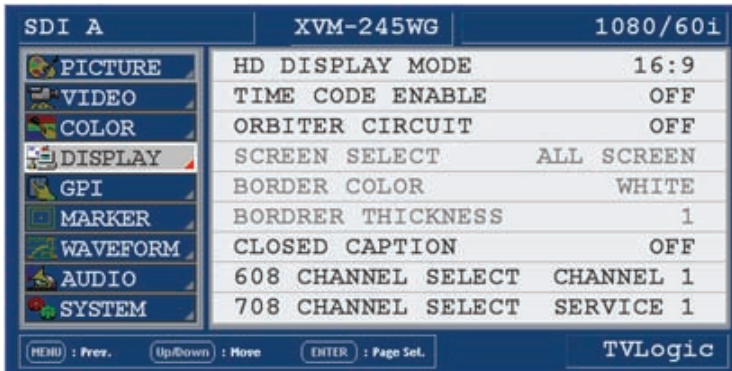 SDI A XVM-245WG 1080/60i
PICTURE HD DISPLAY MODE 16:9
VIDEO TIME CODE ENABLE OFF
COLOR ORBITER CIRCUIT OFF
DISPLAY SCREEN SELECT ALL SCREEN
GPI BORDER COLOR WHITE
MARKER BORDRER THICKNESS 1
WAVEFORM CLOSED CAPTION OFF
AUDIO 608 CHANNEL SELECT CHANNEL 1
SYSTEM 708 CHANNEL SELECT SERVICE 1
MENU : Prev. Up/Down : Move ENTER : Page Sel. TVLogic